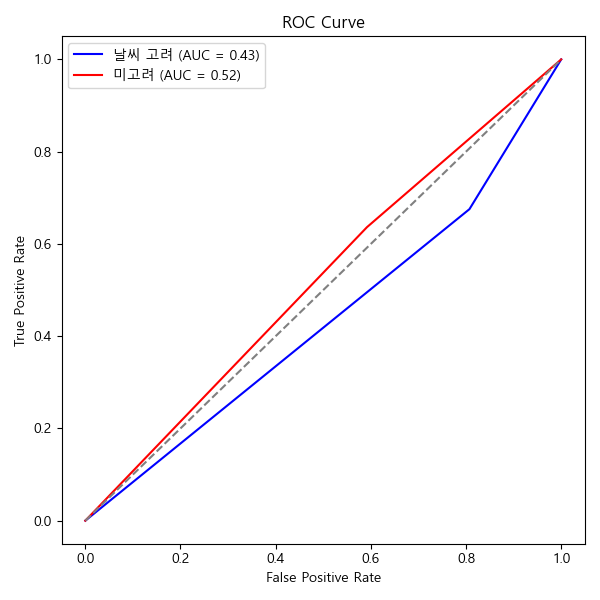 ROC Curve
날씨 고려 (AUC = 0.43)
미고려 (AUC = 0.52)
1.0
0.8
0.6
0.4
0.2
0.0
True Positive Rate
0.0 0.2 0.4 0.6 0.8 1.0
False Positive Rate